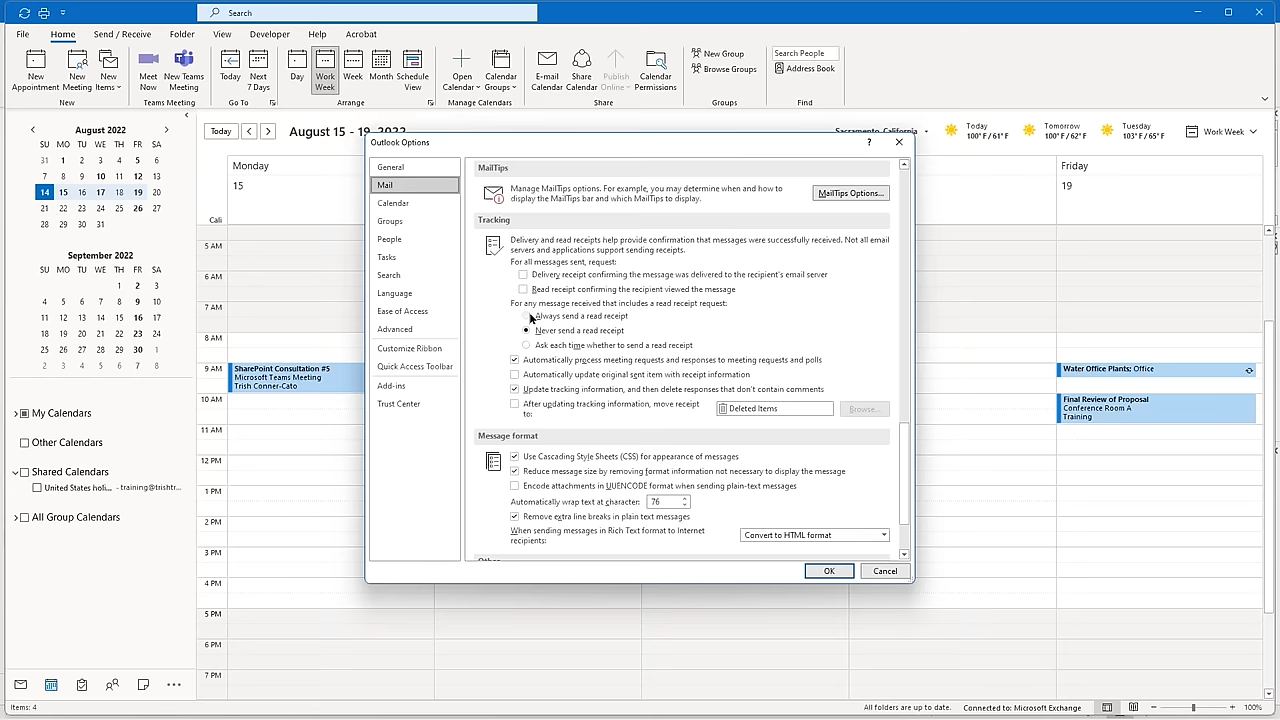 Search
File Home Send / Receive Folder View Developer Help Acrobat
New Appointment New Meeting New Items
Meet Now New Teams Meeting
Today Next 7 Days
Day Work Week Week Month Schedule View
Open Calendar Calendar Groups
E-mail Calendar Share Calendar Publish Online Calendar Permissions
New Group
Browse Groups
Search People
Address Book
New Teams Meeting Go To Arrange Manage Calendars Share Groups Find
August 2022
SU MO TU WE TH FR SA
31 1 2 3 4 5 6
7 8 9 10 11 12 13
14 15 16 17 18 19 20
21 22 23 24 25 26 27
28 29 30 31
September 2022
SU MO TU WE TH FR SA
1 2 3
4 5 6 7 8 9 10
11 12 13 14 15 16 17
18 19 20 21 22 23 24
25 26 27 28 29 30 1
2 3 4 5 6 7 8
My Calendars
Other Calendars
Shared Calendars
United States holi... - training@trishtr...
All Group Calendars
Today August 15 - 19, 2022
Sacramento, California
Today
100° F / 61° F
Tomorrow
100° F / 62° F
Tuesday
103° F / 65° F
Work Week
Monday
15
Friday
19
Cali
5 AM
6 AM
7 AM
8 AM
9 AM
10 AM
11 AM
12 PM
1 PM
2 PM
3 PM
4 PM
5 PM
6 PM
7 PM
SharePoint Consultation #5
Microsoft Teams Meeting
Trish Conner-Cato
Water Office Plants; Office
Final Review of Proposal
Conference Room A
Training
Outlook Options
?
General
Mail
Calendar
Groups
People
Tasks
Search
Language
Ease of Access
Advanced
Customize Ribbon
Quick Access Toolbar
Add-ins
Trust Center
MailTips
Manage MailTips options. For example, you may determine when and how to
display the MailTips bar and which MailTips to display.
MailTips Options...
Tracking
Delivery and read receipts help provide confirmation that messages were successfully received. Not all email
servers and applications support sending receipts.
For all messages sent, request:
Delivery receipt confirming the message was delivered to the recipient's email server
Read receipt confirming the recipient viewed the message
For any message received that includes a read receipt request:
Always send a read receipt
Never send a read receipt
Ask each time whether to send a read receipt
Automatically process meeting requests and responses to meeting requests and polls
Automatically update original sent item with receipt information
Update tracking information, and then delete responses that don't contain comments
After updating tracking information, move receipt
to:
Deleted Items
Browse...
Message format
Use Cascading Style Sheets (CSS) for appearance of messages
Reduce message size by removing format information not necessary to display the message
Encode attachments in UUENCODE format when sending plain-text messages
Automatically wrap text at character: 76
Remove extra line breaks in plain text messages
When sending messages in Rich Text format to Internet
recipients:
Convert to HTML format
OK Cancel
Items: 4
All folders are up to date. Connected to: Microsoft Exchange
100%